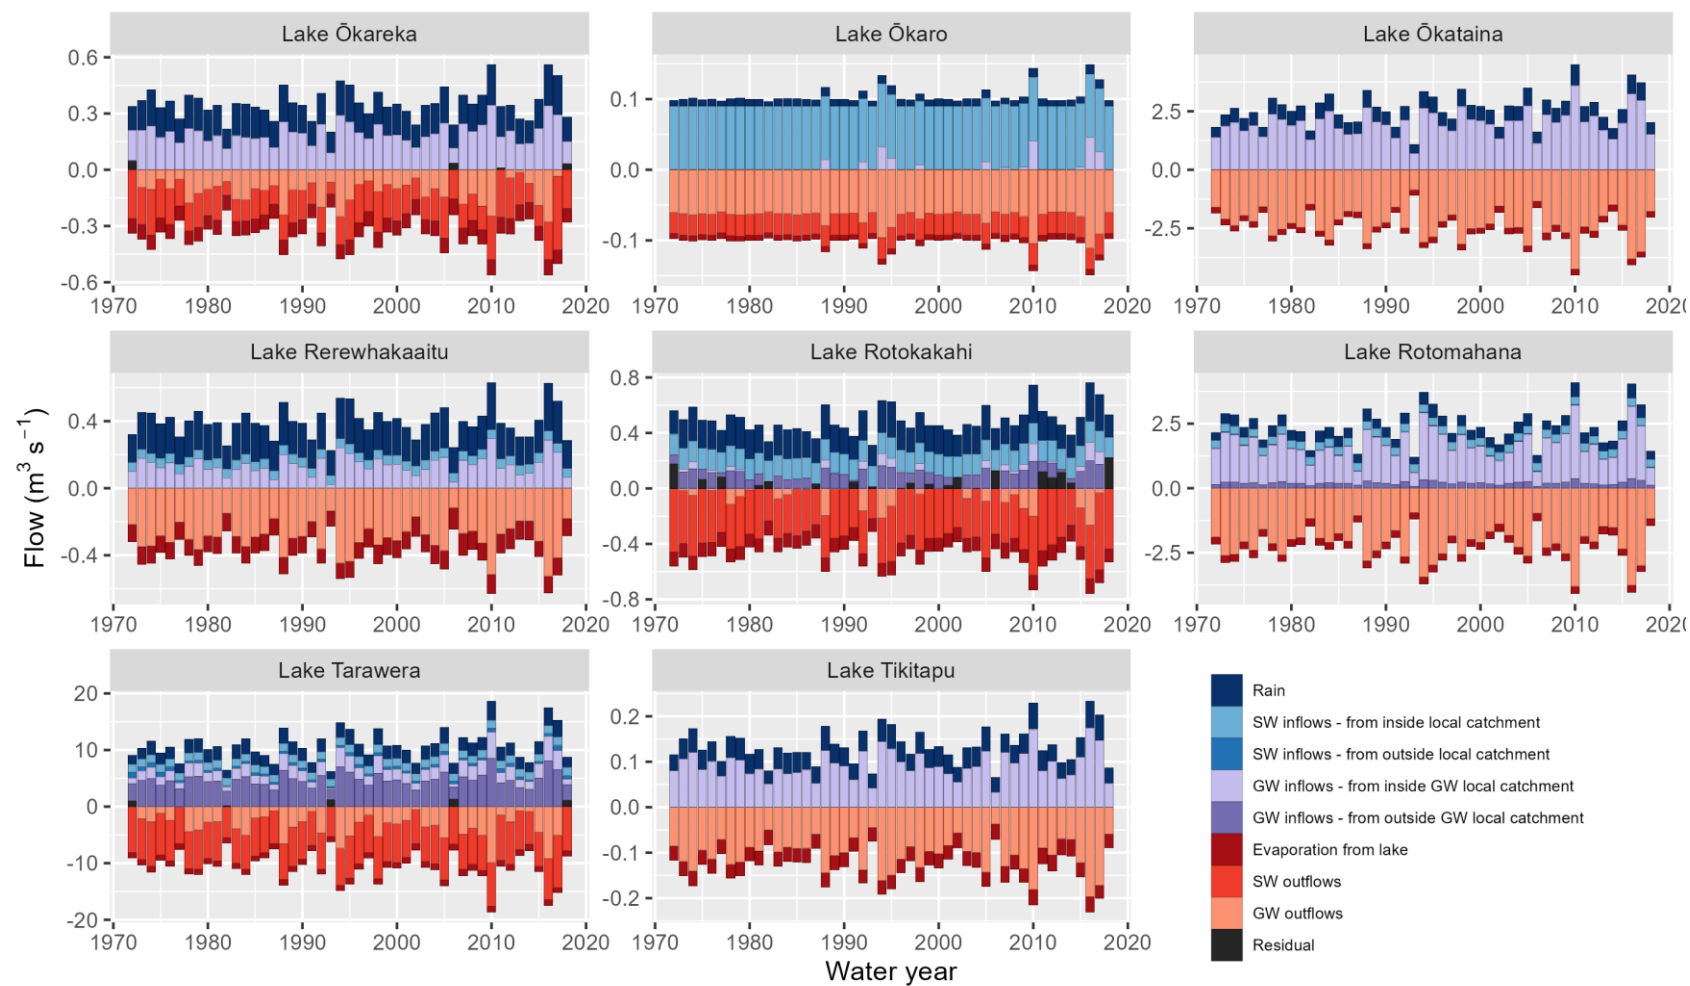 Lake Ōkareka
Lake Ōkaro
Lake Ōkataina
0.6
0.3
0.0
-0.3
-0.6
0.1
0.0
-0.1
2.5
0.0
-2.5
1970 1980 1990 2000 2010 2020
1970 1980 1990 2000 2010 2020
1970 1980 1990 2000 2010 2020
Lake Rerewhakaaitu
Lake Rotokakahi
Lake Rotomahana
0.4
0.0
-0.4
0.8
0.4
0.0
-0.4
-0.8
2.5
0.0
-2.5
1970 1980 1990 2000 2010 2020
1970 1980 1990 2000 2010 2020
1970 1980 1990 2000 2010 2020
Flow (m³ s⁻¹)
Lake Tarawera
Lake Tikitapu
20
10
0
-10
-20
0.2
0.1
0.0
-0.1
-0.2
1970 1980 1990 2000 2010 2020
1970 1980 1990 2000 2010 2020
Water year
Rain
SW inflows - from inside local catchment
SW inflows - from outside local catchment
GW inflows - from inside GW local catchment
GW inflows - from outside GW local catchment
Evaporation from lake
SW outflows
GW outflows
Residual